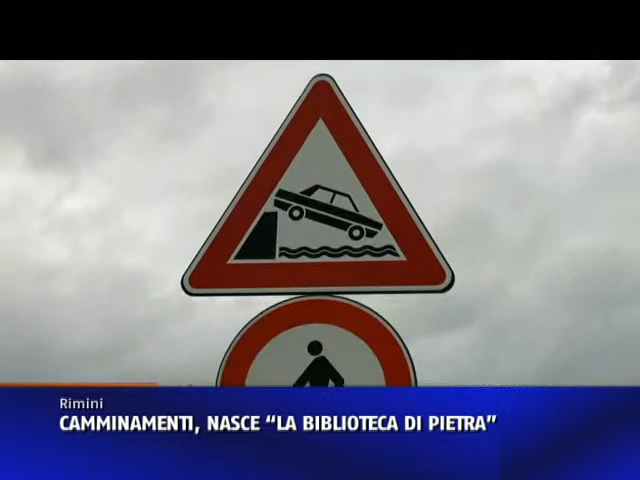 Rimini
CAMMINAMENTI, NASCE “LA BIBLIOTECA DI PIETRA”